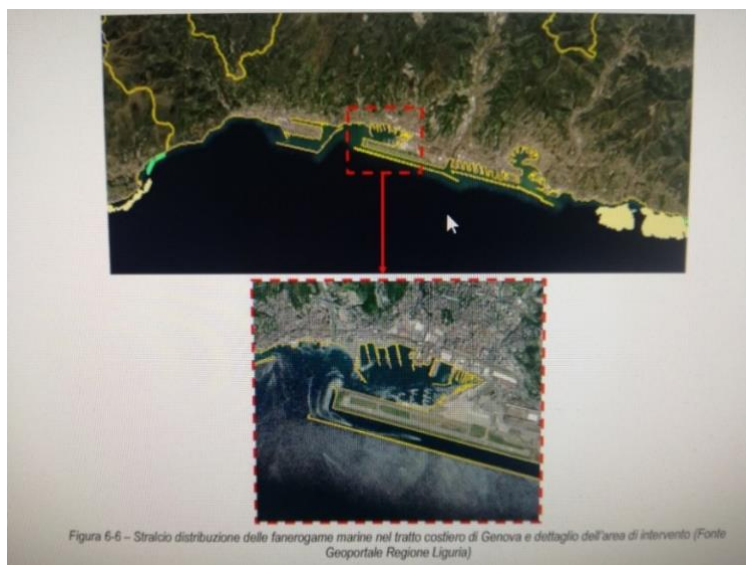 Figura 6-6 – Stralcio distribuzione delle fanerogame marine nel tratto costiero di Genova e dettaglio dell'area di intervento (Fonte
Geoportale Regione Liguria)